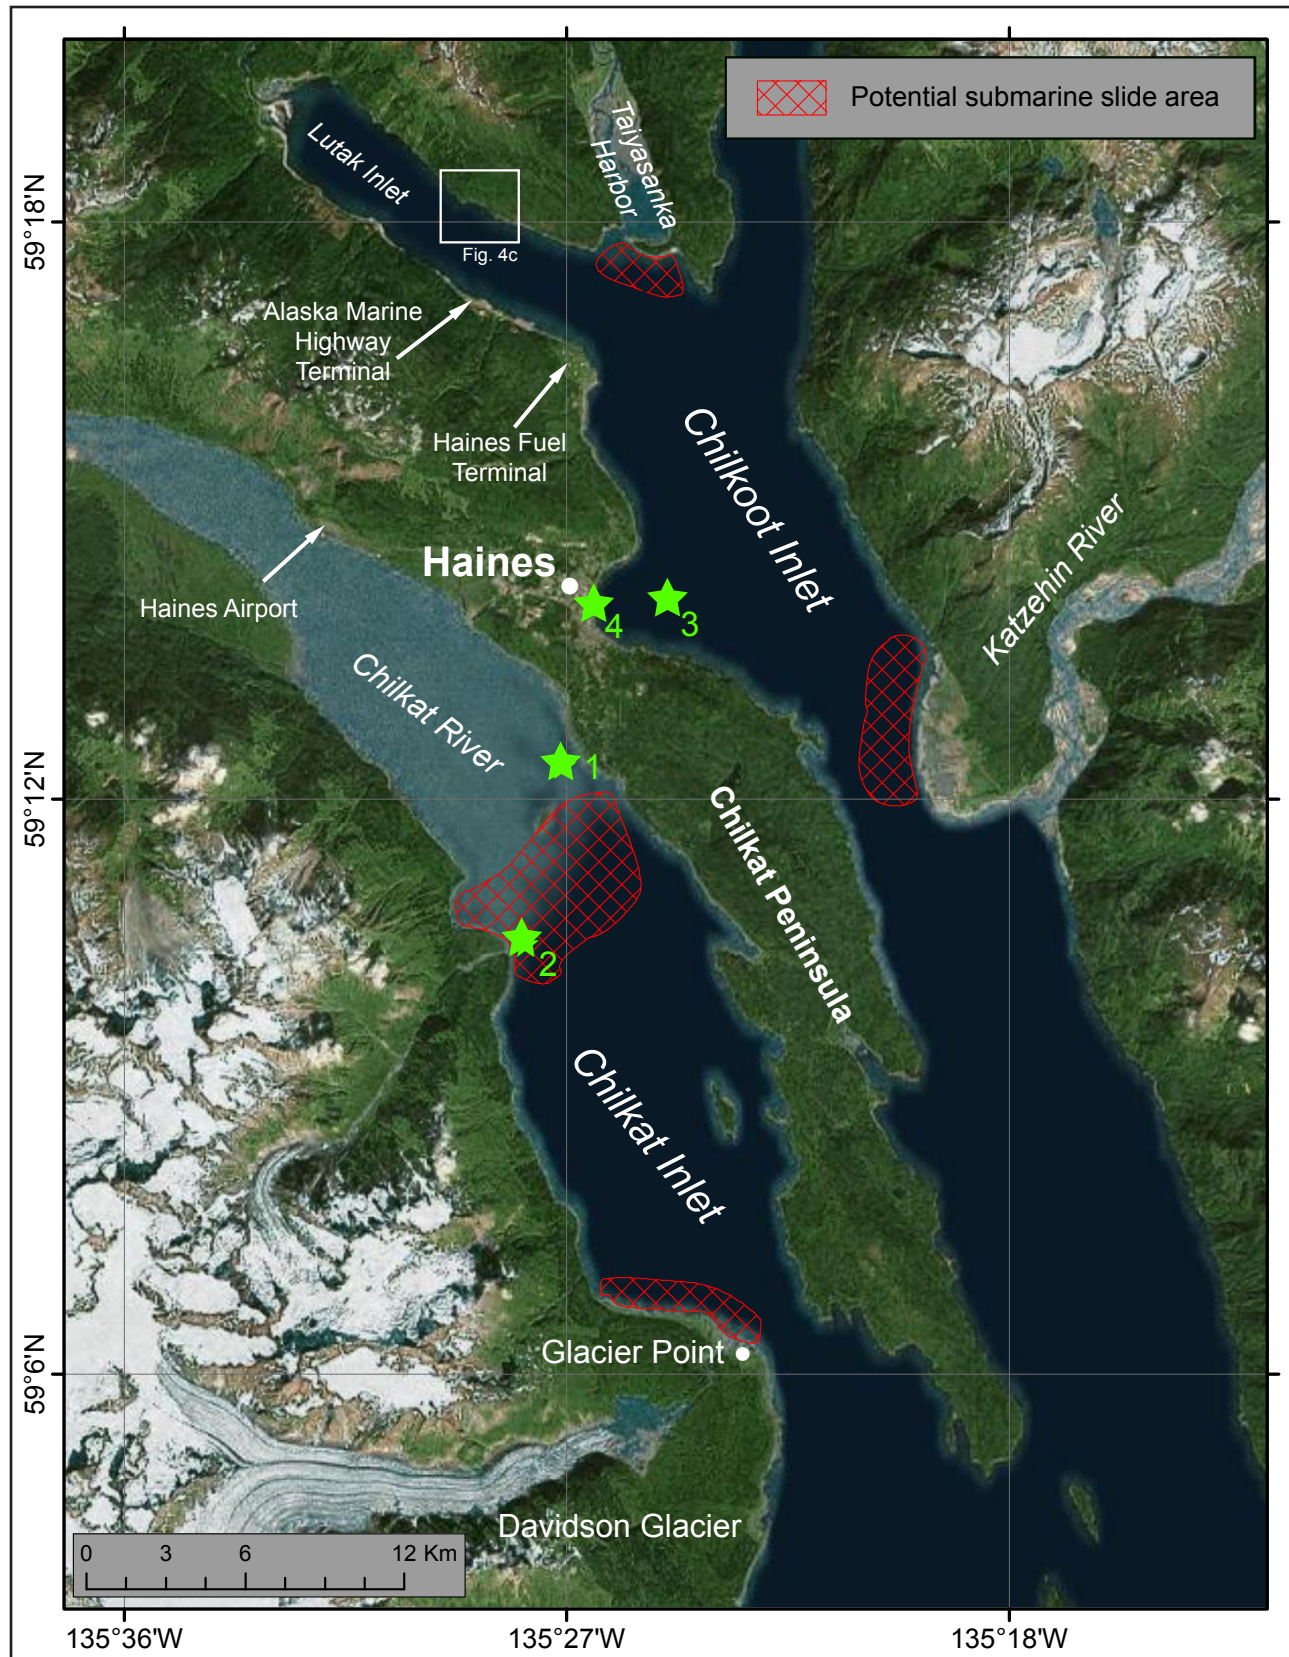 Potential submarine slide area
Taiyasanka
Harbor
Lutak Inlet
59°18'N
Fig. 4c
Alaska Marine
Highway
Terminal
Haines Fuel
Terminal
Chilkoot Inlet
Haines
Haines Airport
4
3
Katzehin River
Chilkat River
1
59°12'N
Chilkat Peninsula
2
Chilkat Inlet
Glacier Point
59°6'N
Davidson Glacier
0 3 6 12 Km
135°36'W 135°27'W 135°18'W